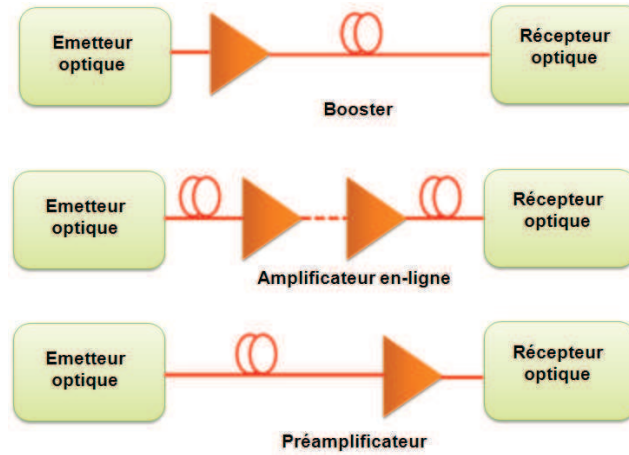 Emetteur
optique
Récepteur
optique
Booster
Emetteur
optique
Récepteur
optique
Amplificateur en-ligne
Emetteur
optique
Récepteur
optique
Préamplificateur